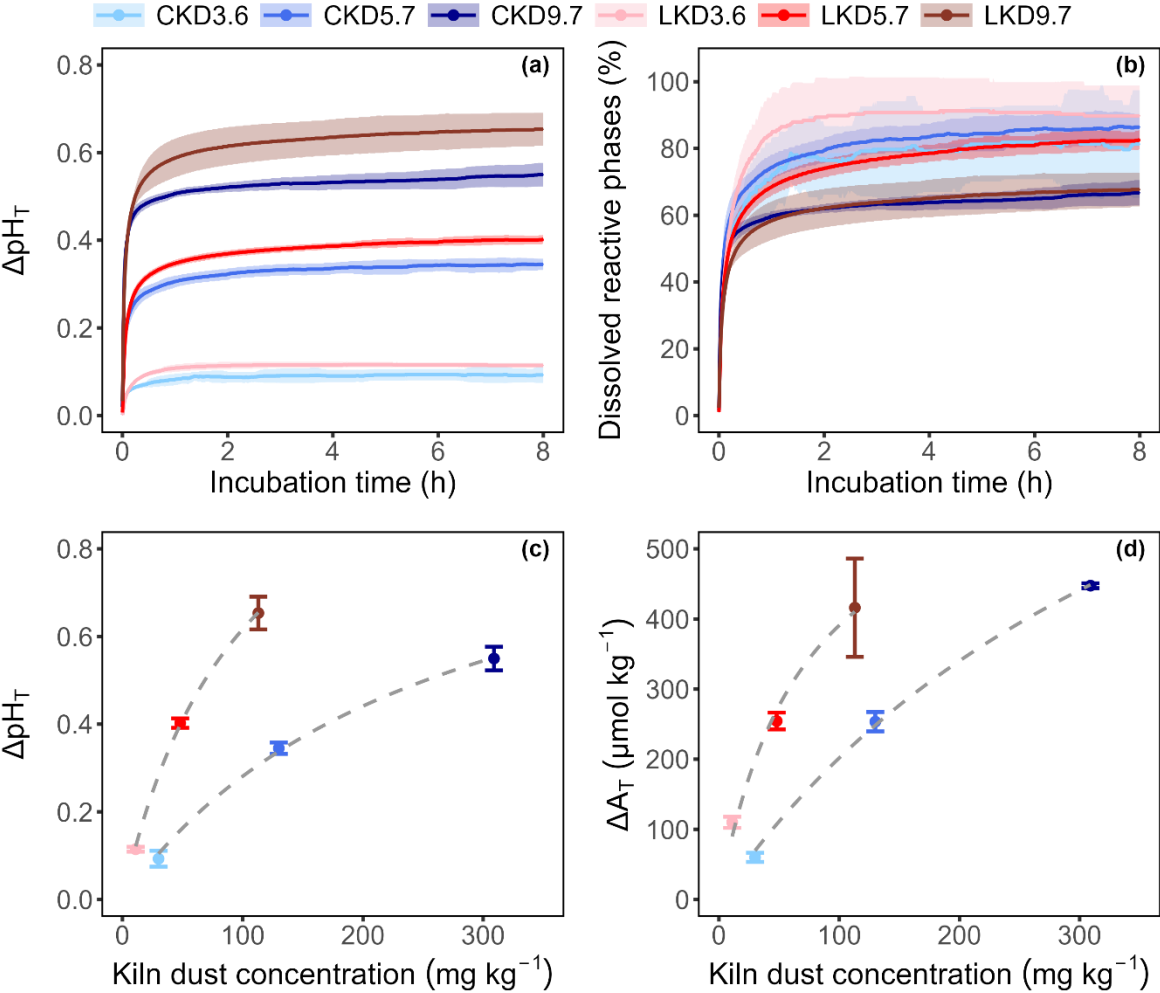 CKD3.6 CKD5.7 CKD9.7 LKD3.6 LKD5.7 LKD9.7
(a)
ΔpH_T
0.8
0.6
0.4
0.2
0.0
0 2 4 6 8
Incubation time (h)
(b)
Dissolved reactive phases (%)
100
80
60
40
20
0
0 2 4 6 8
Incubation time (h)
(c)
ΔpH_T
0.8
0.6
0.4
0.2
0.0
0 100 200 300
Kiln dust concentration (mg kg⁻¹)
(d)
ΔA_T (μmol kg⁻¹)
500
400
300
200
100
0
0 100 200 300
Kiln dust concentration (mg kg⁻¹)